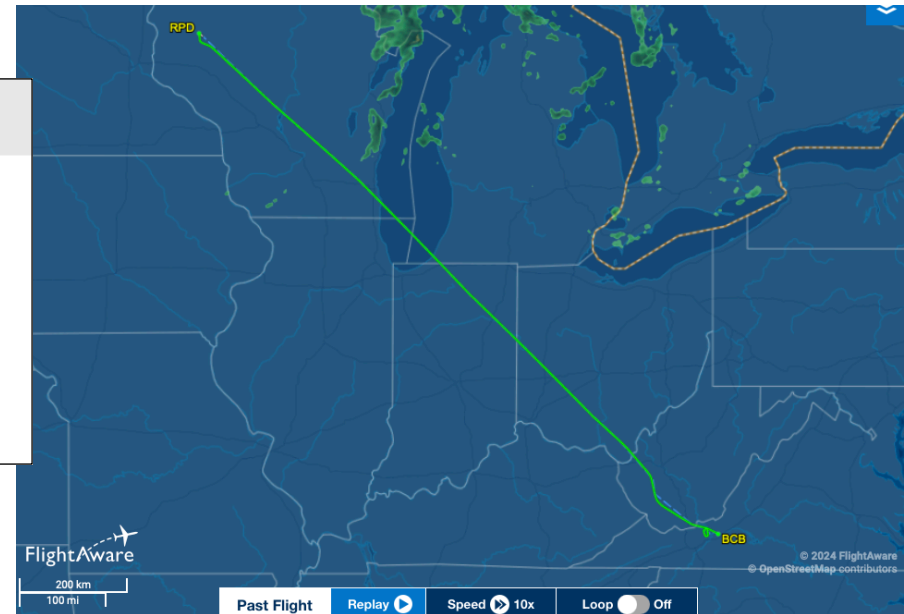 RPD
BCB
FlightAware
© 2024 FlightAware
© OpenStreetMap contributors
200 km
100 mi
Past Flight Replay Speed 10x Loop Off